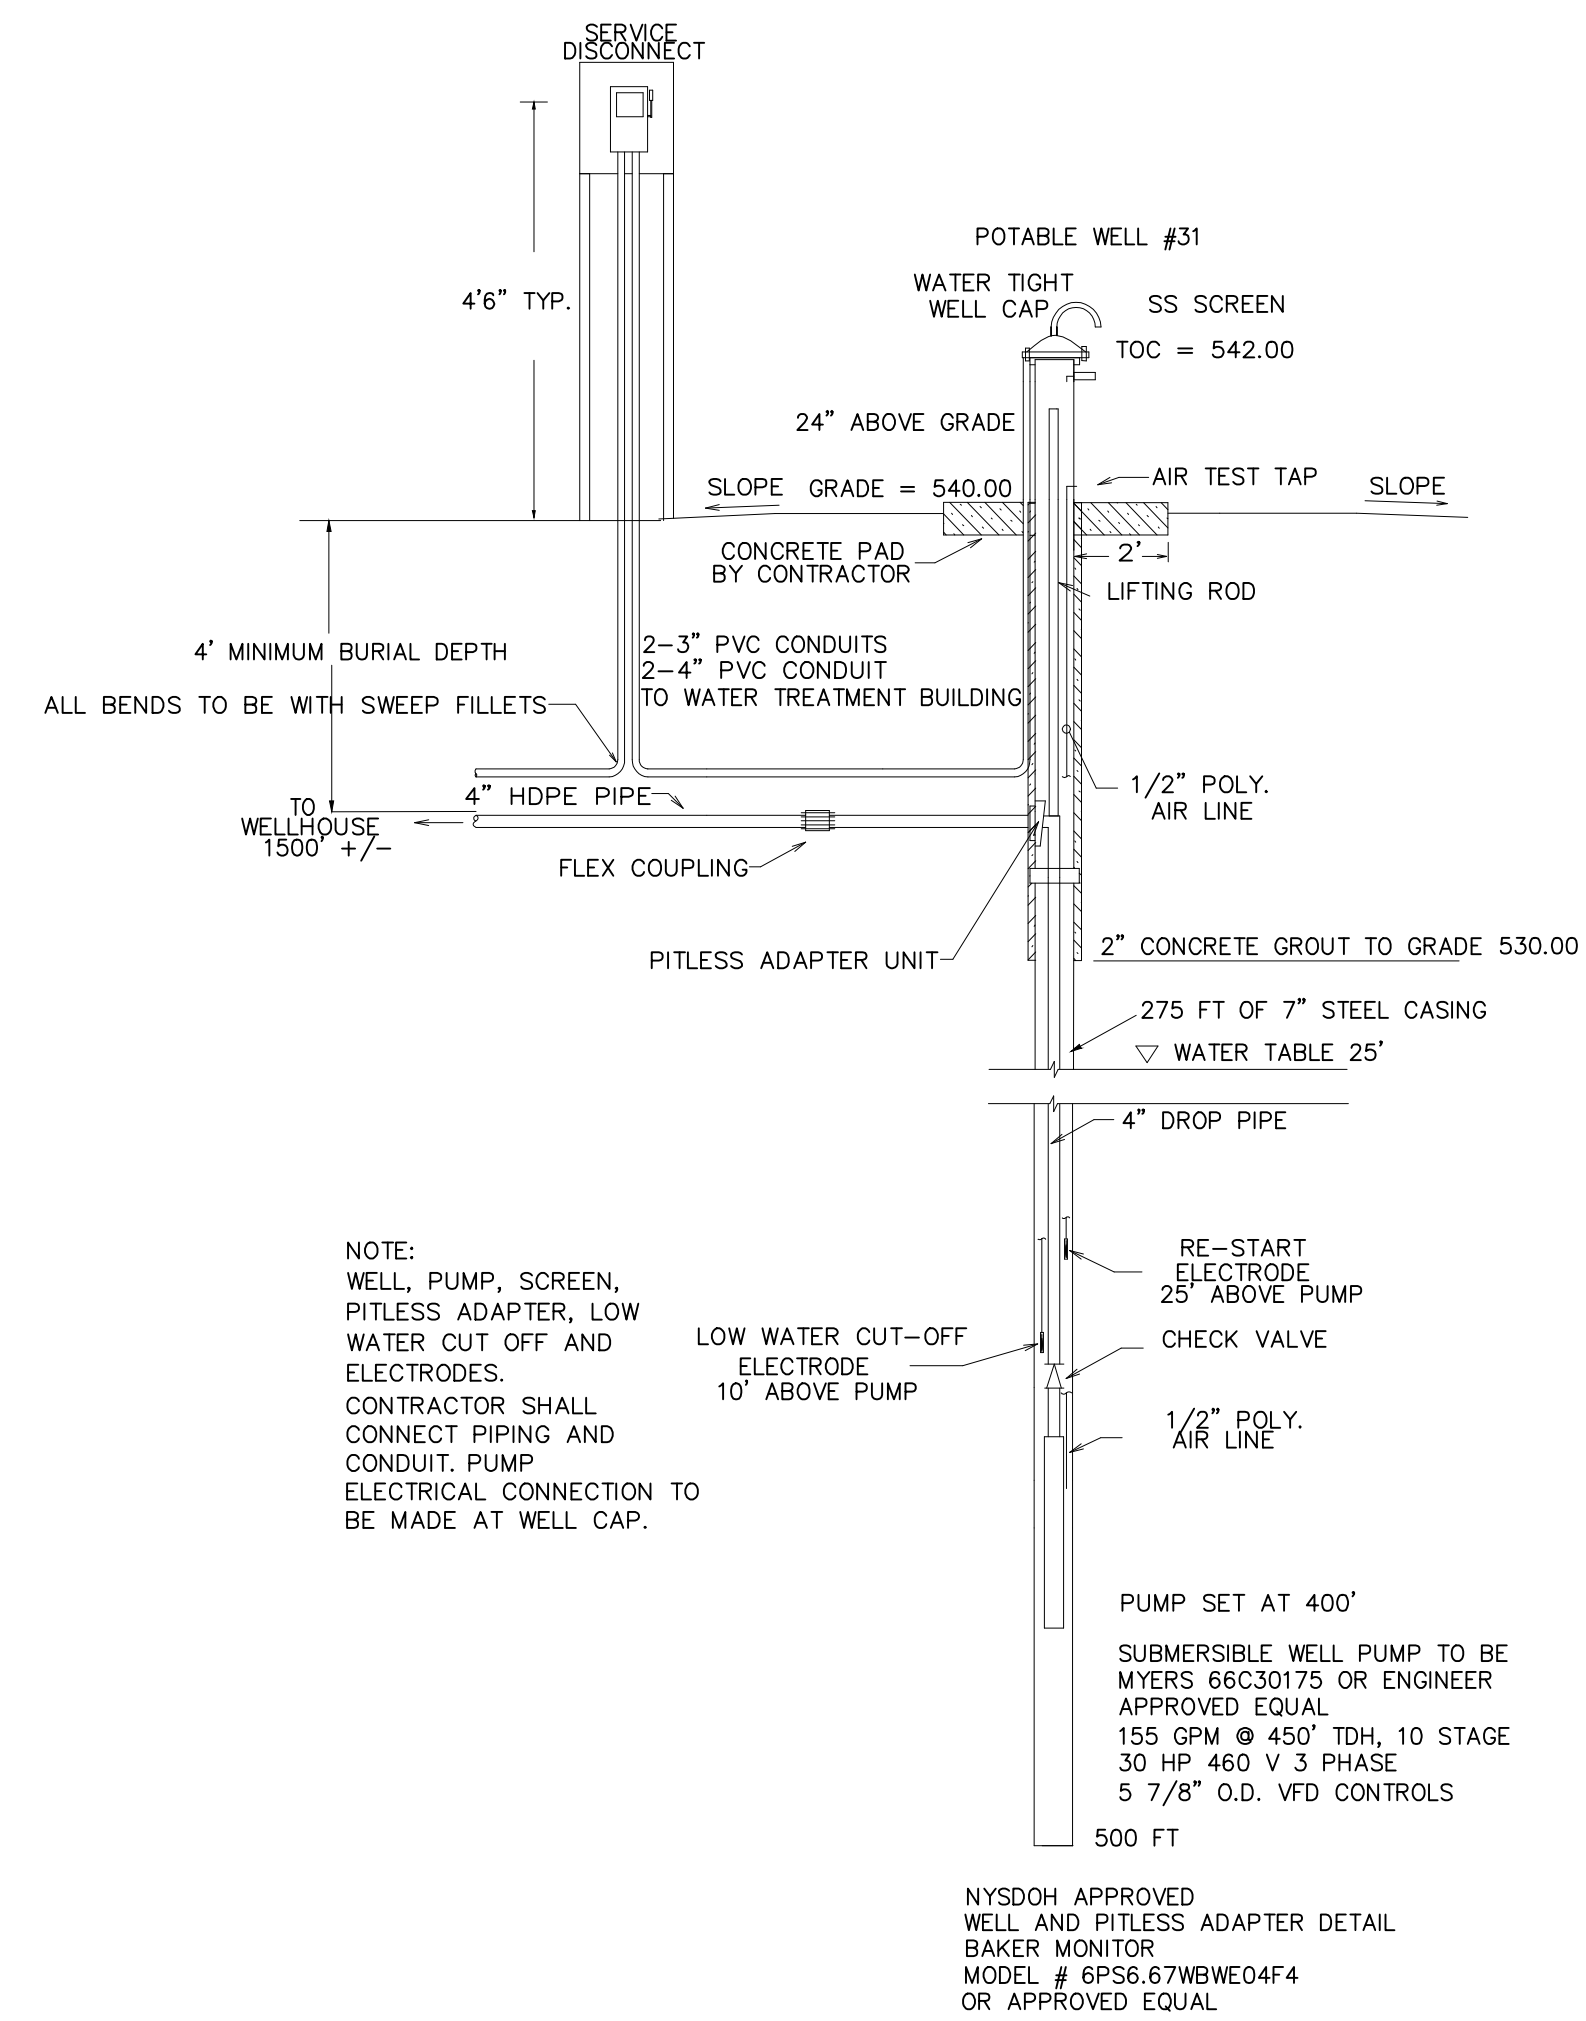 SERVICE
DISCONNECT
4'6" TYP.
POTABLE WELL #31
WATER TIGHT
WELL CAP
SS SCREEN
TOC = 542.00
24" ABOVE GRADE
SLOPE
GRADE = 540.00
AIR TEST TAP
SLOPE
CONCRETE PAD
BY CONTRACTOR
2'
LIFTING ROD
4' MINIMUM BURIAL DEPTH
2-3" PVC CONDUITS
2-4" PVC CONDUIT
TO WATER TREATMENT BUILDING
ALL BENDS TO BE WITH SWEEP FILLETS
4" HDPE PIPE
1/2" POLY.
AIR LINE
TO
WELLHOUSE
1500' +/-
FLEX COUPLING
PITLESS ADAPTER UNIT
2" CONCRETE GROUT TO GRADE 530.00
275 FT OF 7" STEEL CASING
WATER TABLE 25'
4" DROP PIPE
RE-START
ELECTRODE
25' ABOVE PUMP
NOTE:
WELL, PUMP, SCREEN,
PITLESS ADAPTER, LOW
WATER CUT OFF AND
ELECTRODES.
CONTRACTOR SHALL
CONNECT PIPING AND
CONDUIT. PUMP
ELECTRICAL CONNECTION TO
BE MADE AT WELL CAP.
LOW WATER CUT-OFF
ELECTRODE
10' ABOVE PUMP
CHECK VALVE
1/2" POLY.
AIR LINE
PUMP SET AT 400'
SUBMERSIBLE WELL PUMP TO BE
MYERS 66C30175 OR ENGINEER
APPROVED EQUAL
155 GPM @ 450' TDH, 10 STAGE
30 HP 460 V 3 PHASE
5 7/8" O.D. VFD CONTROLS
500 FT
NYSDOH APPROVED
WELL AND PITLESS ADAPTER DETAIL
BAKER MONITOR
MODEL # 6PS6.67WBWE04F4
OR APPROVED EQUAL